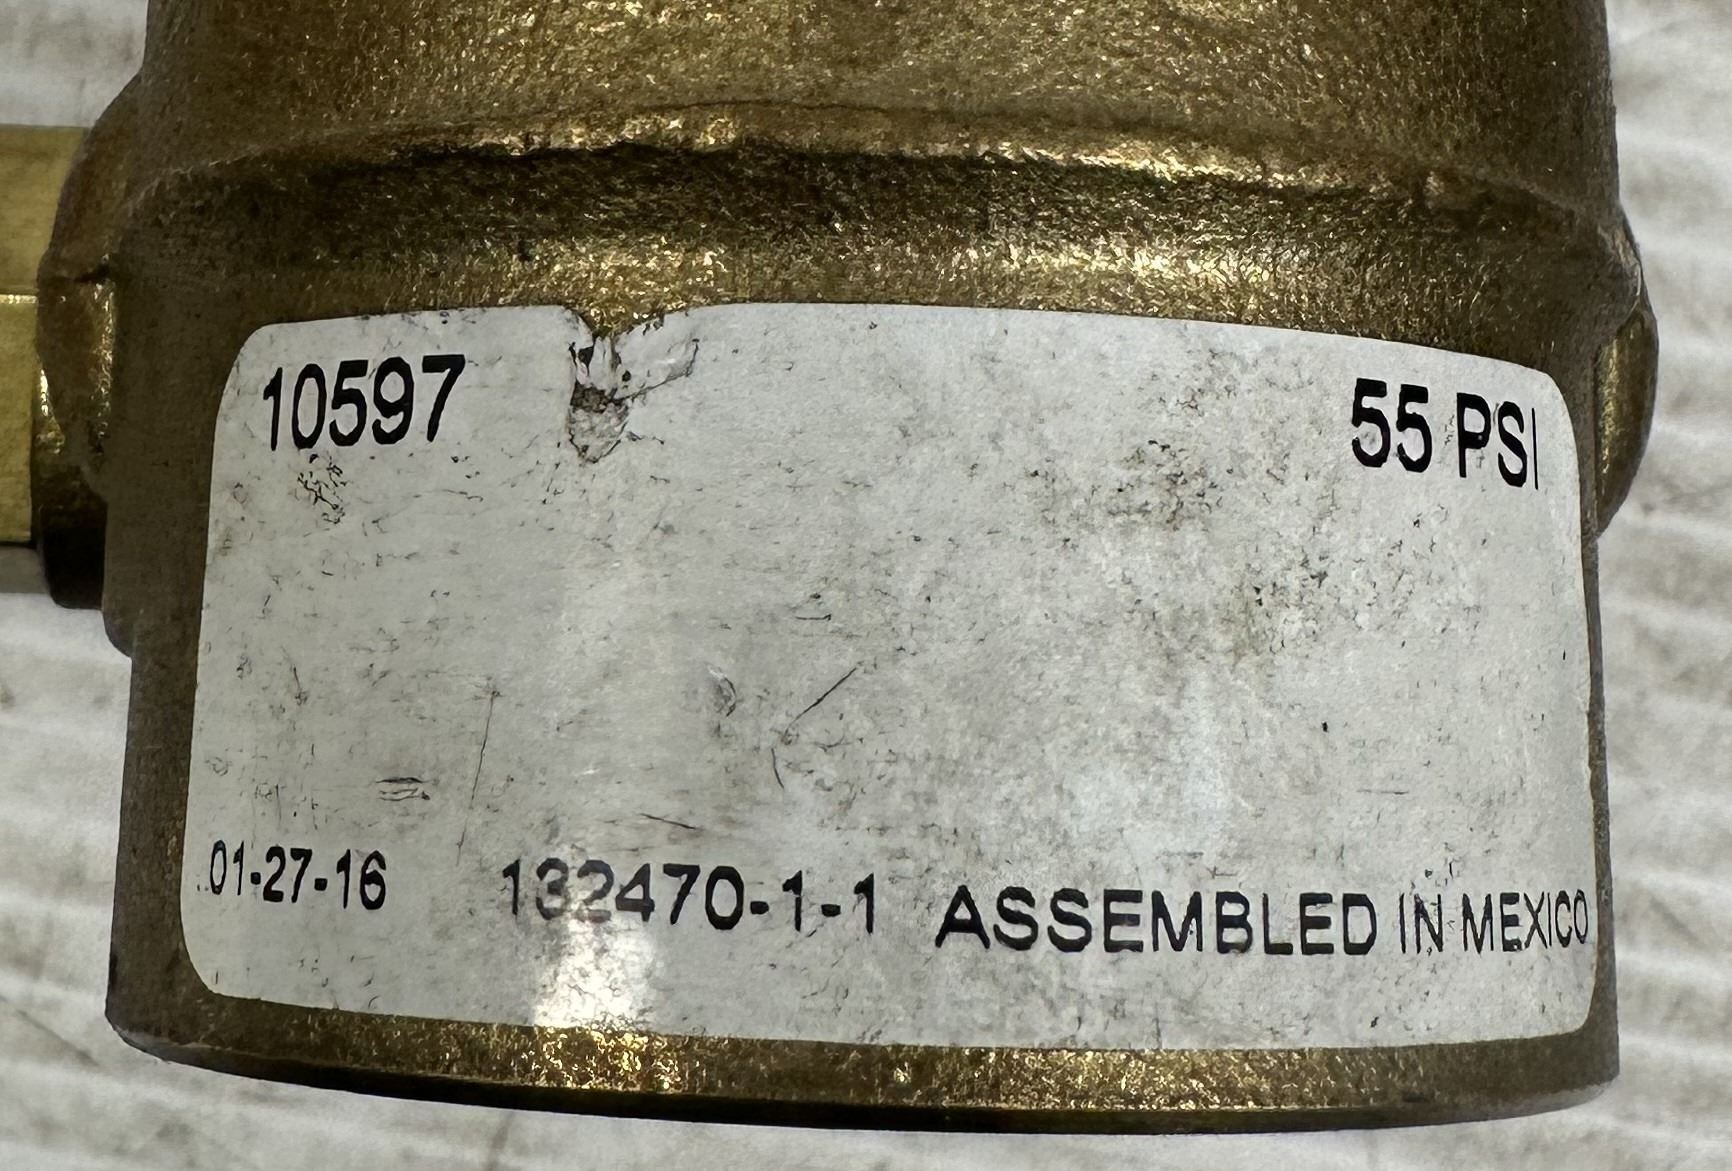 10597 55 PSI
01-27-16 132470-1-1 ASSEMBLED IN MEXICO